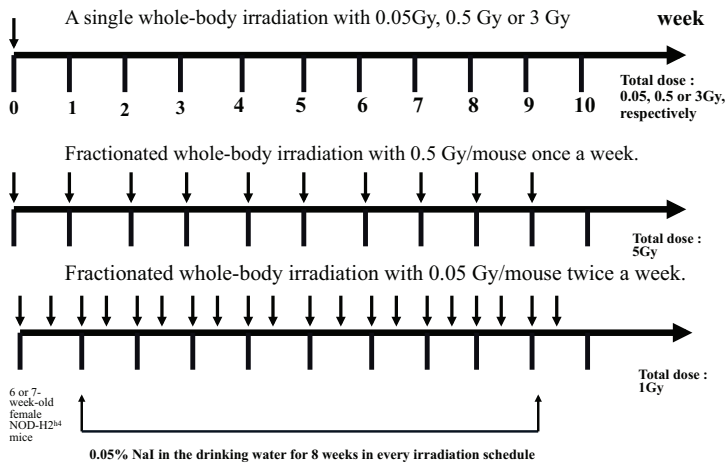 A single whole-body irradiation with 0.05Gy, 0.5 Gy or 3 Gy
week
0 1 2 3 4 5 6 7 8 9 10
Total dose :
0.05, 0.5 or 3Gy,
respectively
Fractionated whole-body irradiation with 0.5 Gy/mouse once a week.
Total dose :
5Gy
Fractionated whole-body irradiation with 0.05 Gy/mouse twice a week.
Total dose :
1Gy
6 or 7-
week-old
female
NOD-H2ʰ⁴
mice
0.05% NaI in the drinking water for 8 weeks in every irradiation schedule